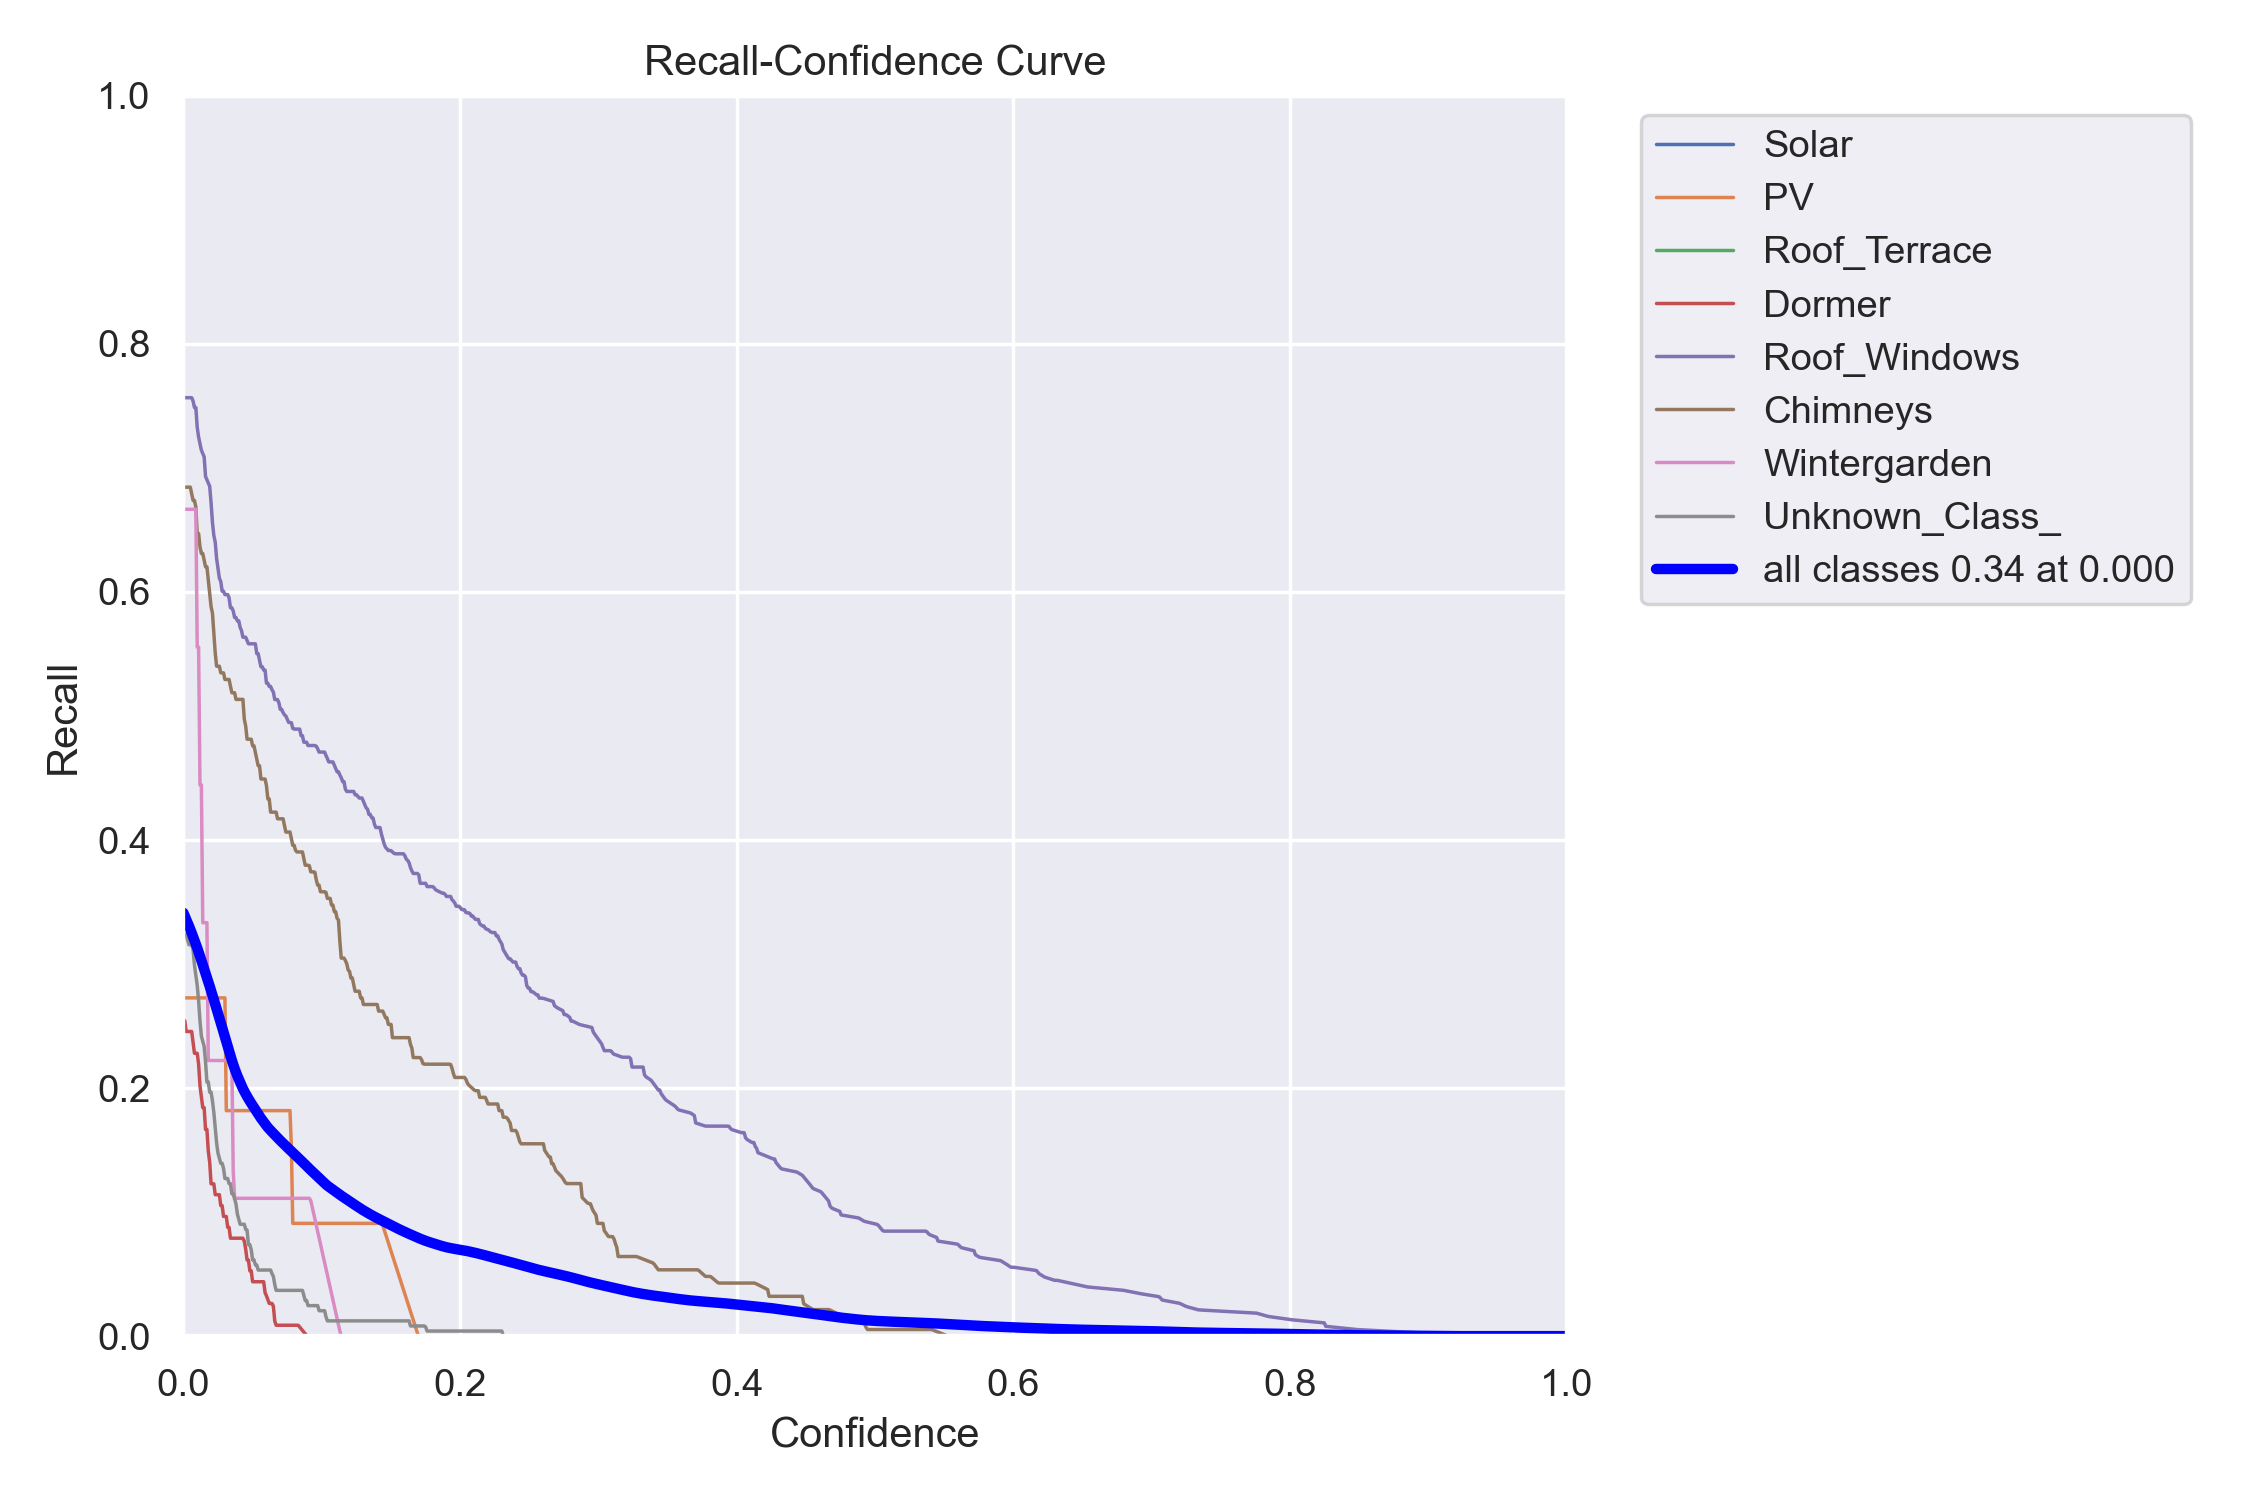 Recall-Confidence Curve
1.0
0.8
0.6
0.4
0.2
0.0
Recall
0.0 0.2 0.4 0.6 0.8 1.0
Confidence
Solar
PV
Roof_Terrace
Dormer
Roof_Windows
Chimneys
Wintergarden
Unknown_Class_
all classes 0.34 at 0.000